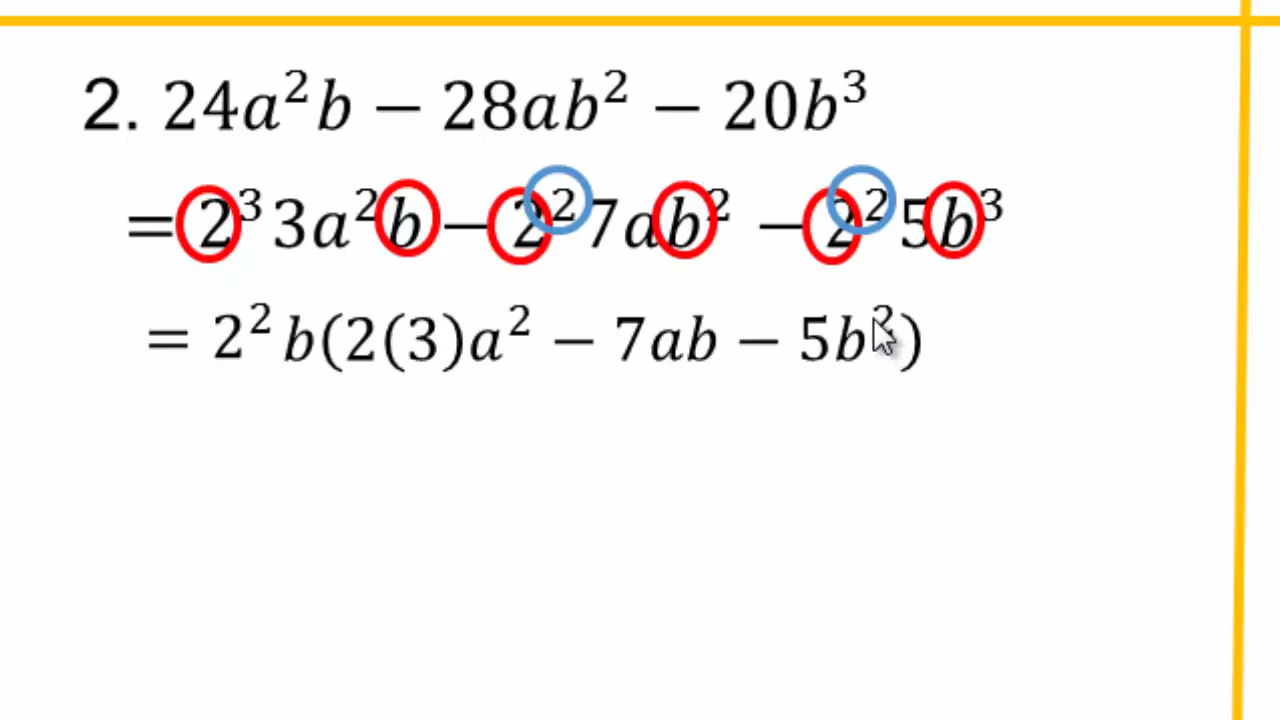 2. 24a²b − 28ab² − 20b³
= 2³3a²b − 2²7ab² − 2²5b³
= 2²b(2(3)a² − 7ab − 5b²)